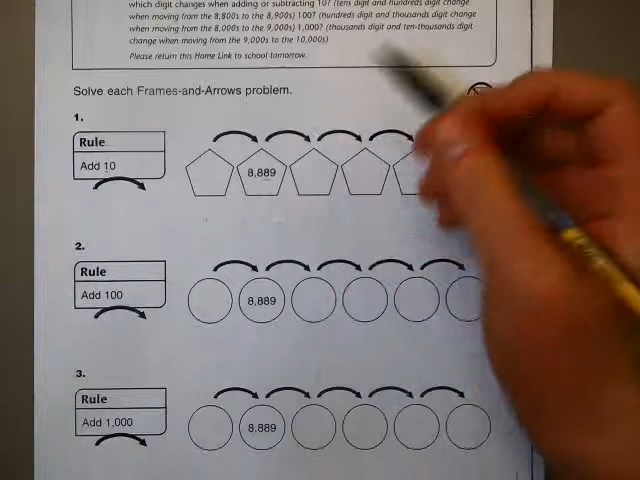 which digit changes when adding or subtracting 10? (tens digit and hundreds digit change
when moving from the 8,800s to the 8,900s) 100? (hundreds digit and thousands digit change
when moving from the 8,000s to the 9,000s) 1,000? (thousands digit and ten-thousands digit
change when moving from the 9,000s to the 10,000s)
Please return this Home Link to school tomorrow.
Solve each Frames-and-Arrows problem.
1.
Rule
Add 10
8,889
2.
Rule
Add 100
8,889
3.
Rule
Add 1,000
8,889